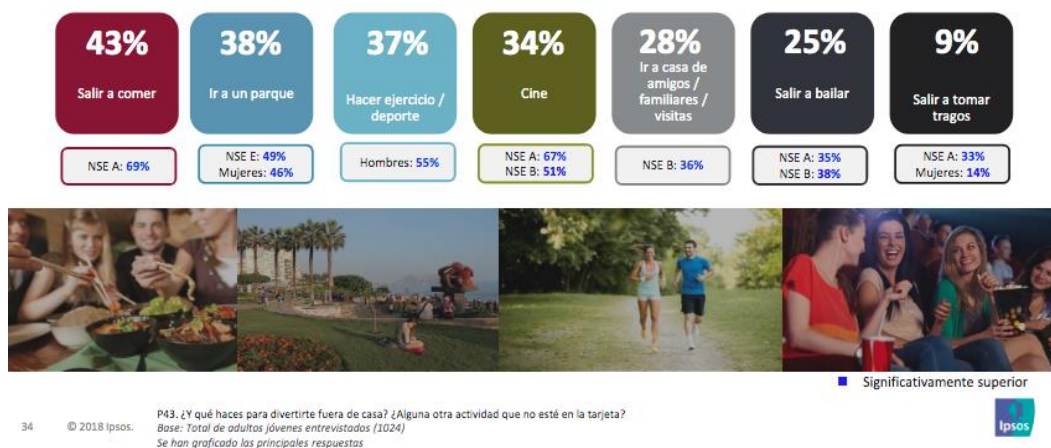 43%
Salir a comer
38%
Ir a un parque
37%
Hacer ejercicio /
deporte
34%
Cine
28%
Ir a casa de
amigos /
familiares /
visitas
25%
Salir a bailar
9%
Salir a tomar
tragos
NSE A: 69%
NSE E: 49%
Mujeres: 46%
Hombres: 55%
NSE A: 67%
NSE B: 51%
NSE B: 36%
NSE A: 35%
NSE B: 38%
NSE A: 33%
Mujeres: 14%
Significativamente superior
34
© 2018 Ipsos.
P43. ¿Y qué haces para divertirte fuera de casa? ¿Alguna otra actividad que no esté en la tarjeta?
Base: Total de adultos jóvenes entrevistados (1024)
Se han graficado las principales respuestas
Ipsos